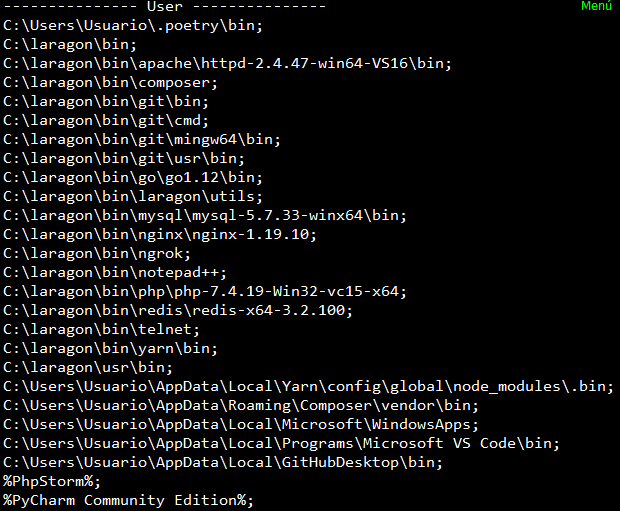 --------------- User ---------------
Menú
C:\Users\Usuario\.poetry\bin;
C:\laragon\bin;
C:\laragon\bin\apache\httpd-2.4.47-win64-VS16\bin;
C:\laragon\bin\composer;
C:\laragon\bin\git\bin;
C:\laragon\bin\git\cmd;
C:\laragon\bin\git\mingw64\bin;
C:\laragon\bin\git\usr\bin;
C:\laragon\bin\go\go1.12\bin;
C:\laragon\bin\laragon\utils;
C:\laragon\bin\mysql\mysql-5.7.33-winx64\bin;
C:\laragon\bin\nginx\nginx-1.19.10;
C:\laragon\bin\ngrok;
C:\laragon\bin\notepad++;
C:\laragon\bin\php\php-7.4.19-Win32-vc15-x64;
C:\laragon\bin\redis\redis-x64-3.2.100;
C:\laragon\bin\telnet;
C:\laragon\bin\yarn\bin;
C:\laragon\usr\bin;
C:\Users\Usuario\AppData\Local\Yarn\config\global\node_modules\.bin;
C:\Users\Usuario\AppData\Roaming\Composer\vendor\bin;
C:\Users\Usuario\AppData\Local\Microsoft\WindowsApps;
C:\Users\Usuario\AppData\Local\Programs\Microsoft VS Code\bin;
C:\Users\Usuario\AppData\Local\GitHubDesktop\bin;
%PhpStorm%;
%PyCharm Community Edition%;